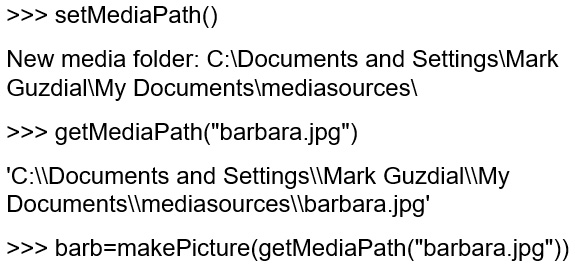 >>> setMediaPath()
New media folder: C:\Documents and Settings\Mark
Guzdial\My Documents\mediasources\
>>> getMediaPath("barbara.jpg")
'C:\\Documents and Settings\\Mark Guzdial\\My
Documents\\mediasources\\barbara.jpg'
>>> barb=makePicture(getMediaPath("barbara.jpg"))